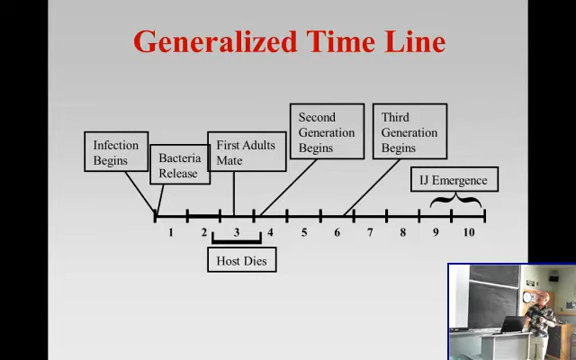 Generalized Time Line
Infection
Begins
Bacteria
Release
First Adults
Mate
Second
Generation
Begins
Third
Generation
Begins
IJ Emergence
1 2 3 4 5 6 7 8 9 10
Host Dies